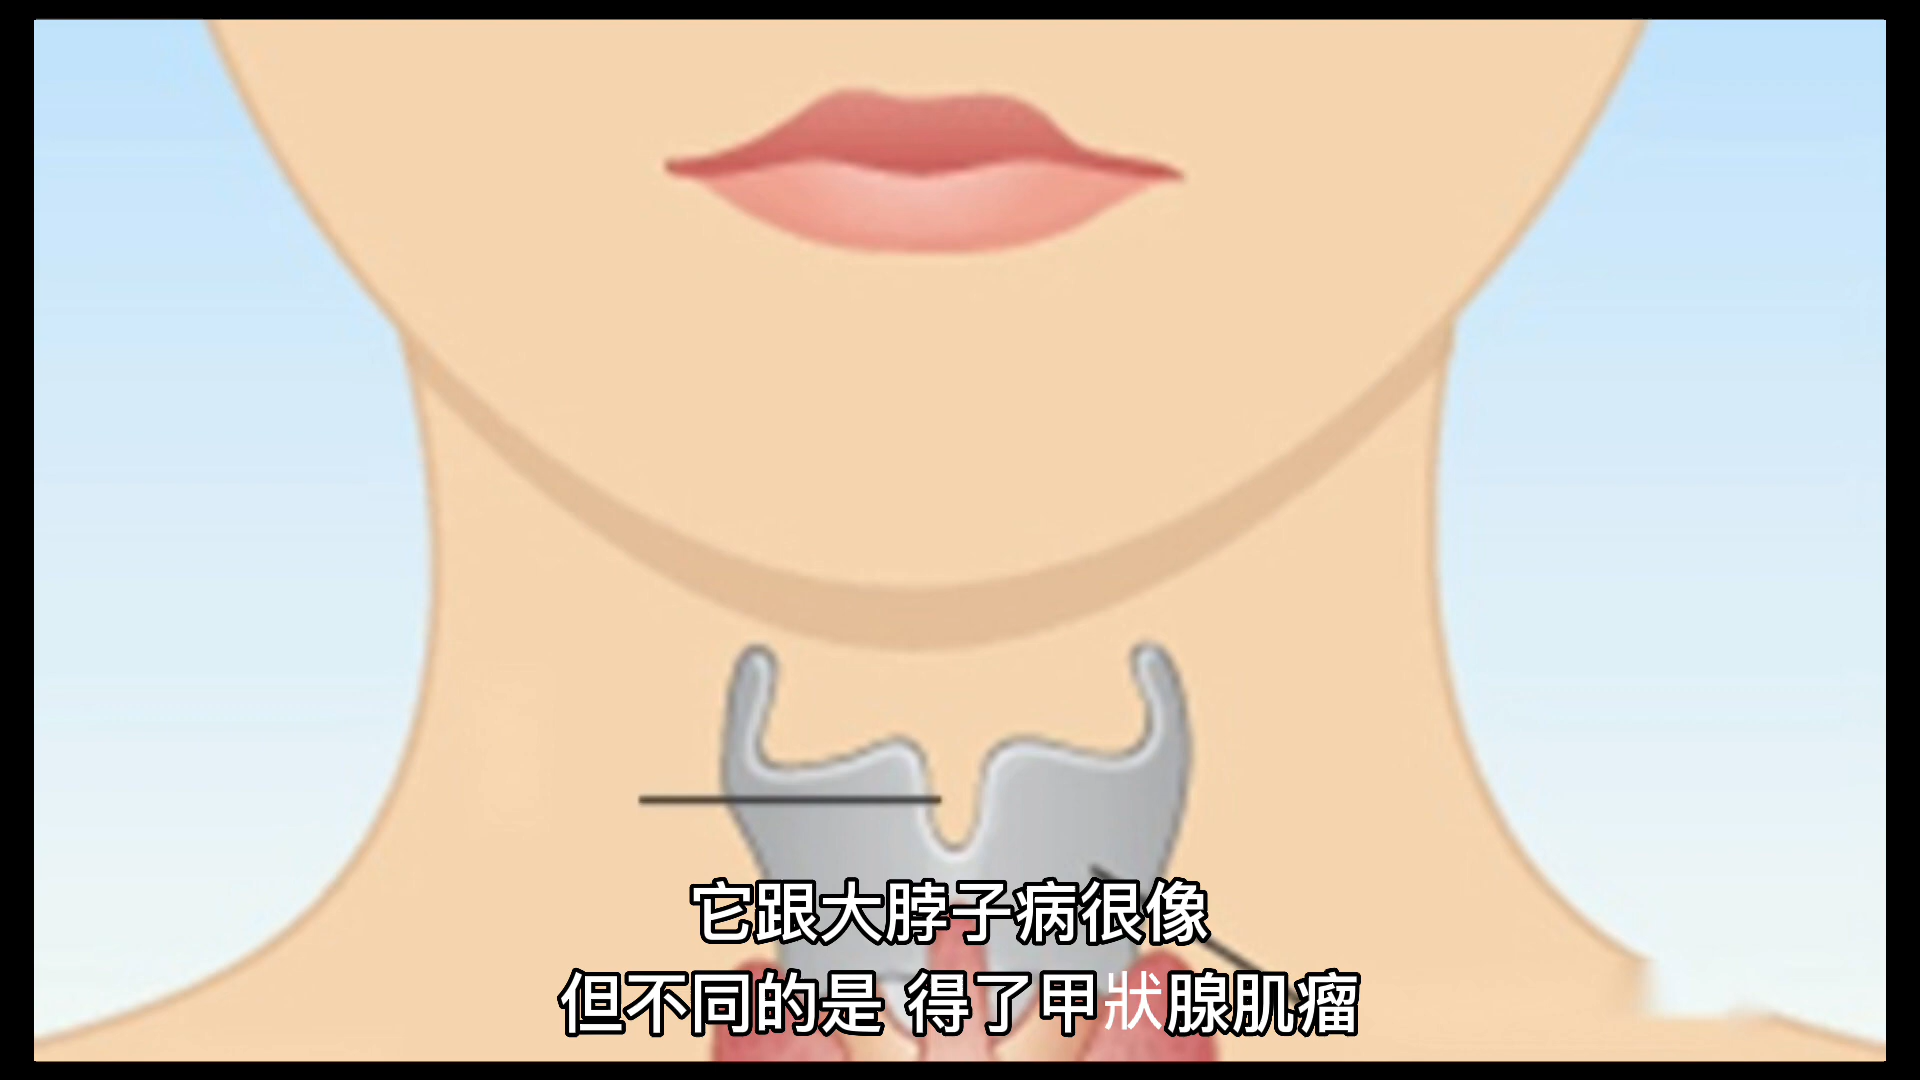 它跟大脖子病很像
但不同的是 得了甲狀腺肌瘤